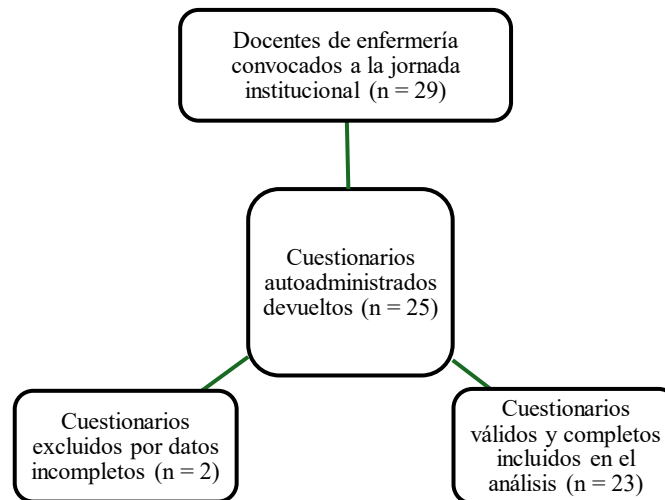 Docentes de enfermería
convocados a la jornada
institucional (n = 29)
Cuestionarios
autoadministrados
devueltos (n = 25)
Cuestionarios
excluidos por datos
incompletos (n = 2)
Cuestionarios
válidos y completos
incluidos en el
análisis (n = 23)